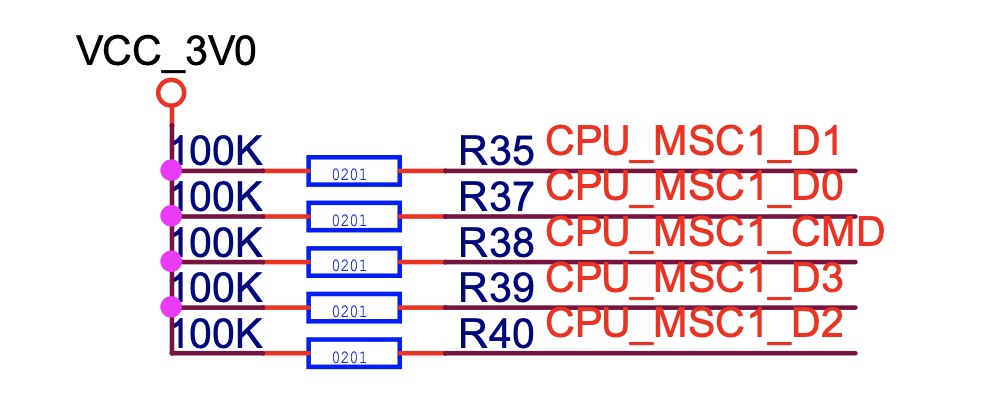 VCC_3V0
100K 0201 R35 CPU_MSC1_D1
100K 0201 R37 CPU_MSC1_D0
100K 0201 R38 CPU_MSC1_CMD
100K 0201 R39 CPU_MSC1_D3
100K 0201 R40 CPU_MSC1_D2